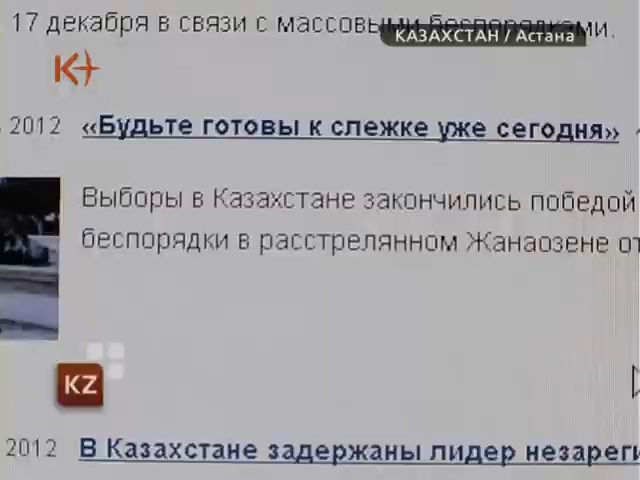 17 декабря в связи с массовыми беспорядками.
КАЗАХСТАН / Астана
K+
2012 «Будьте готовы к слежке уже сегодня»
Выборы в Казахстане закончились победой
беспорядки в расстрелянном Жанаозене от
KZ
2012 В Казахстане задержаны лидер незареги